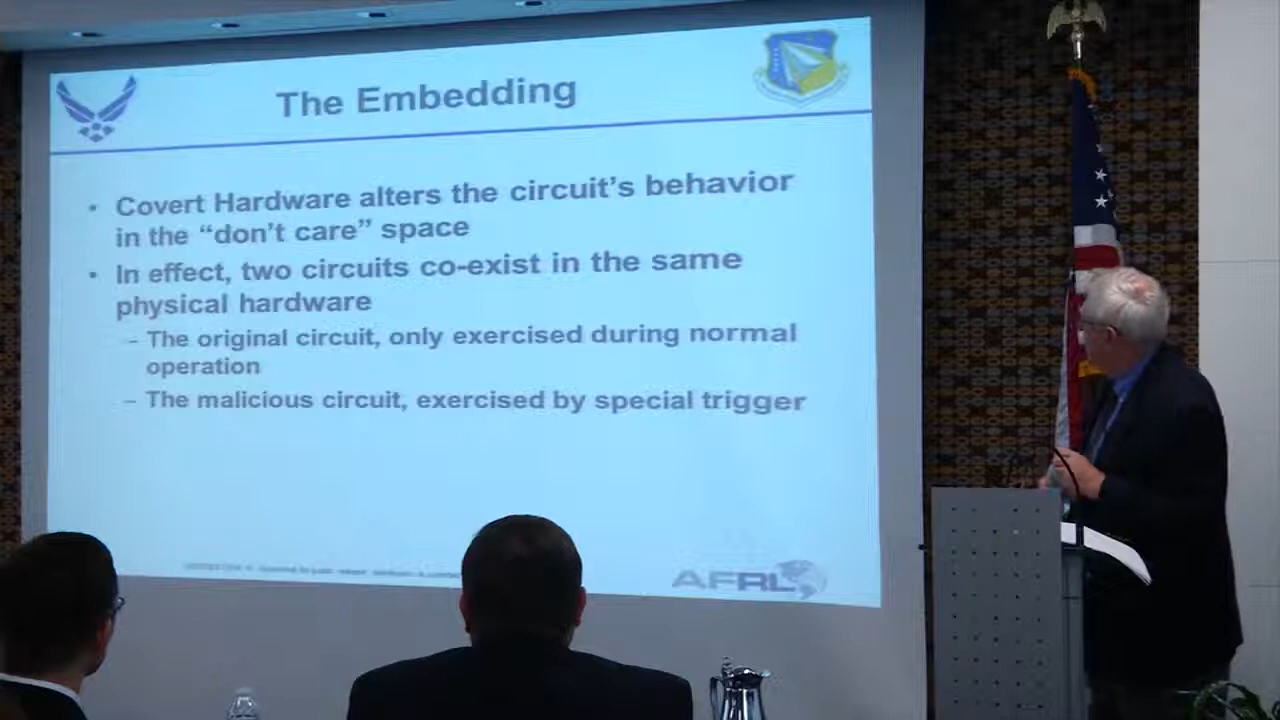 The Embedding
• Covert Hardware alters the circuit's behavior
in the “don't care” space
• In effect, two circuits co-exist in the same
physical hardware
– The original circuit, only exercised during normal
operation
– The malicious circuit, exercised by special trigger
AFRL